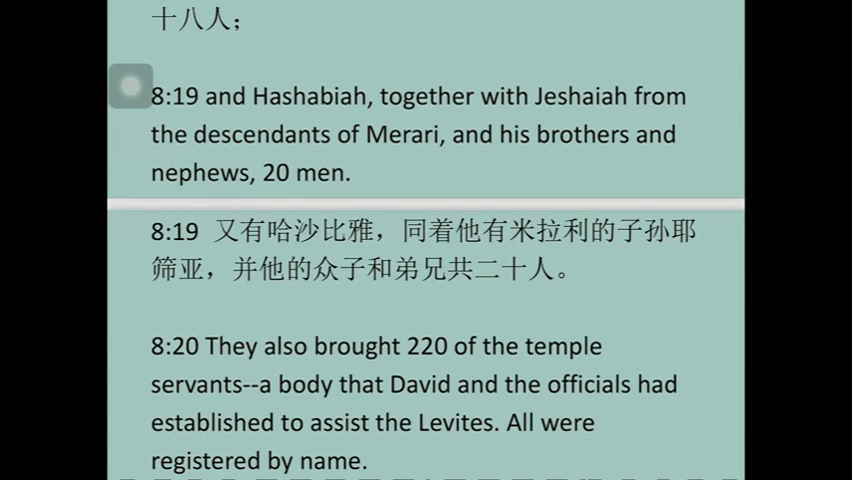 十八人；
8:19 and Hashabiah, together with Jeshaiah from
the descendants of Merari, and his brothers and
nephews, 20 men.
8:19 又有哈沙比雅，同着他有米拉利的子孙耶
筛亚，并他的众子和弟兄共二十人。
8:20 They also brought 220 of the temple
servants--a body that David and the officials had
established to assist the Levites. All were
registered by name.